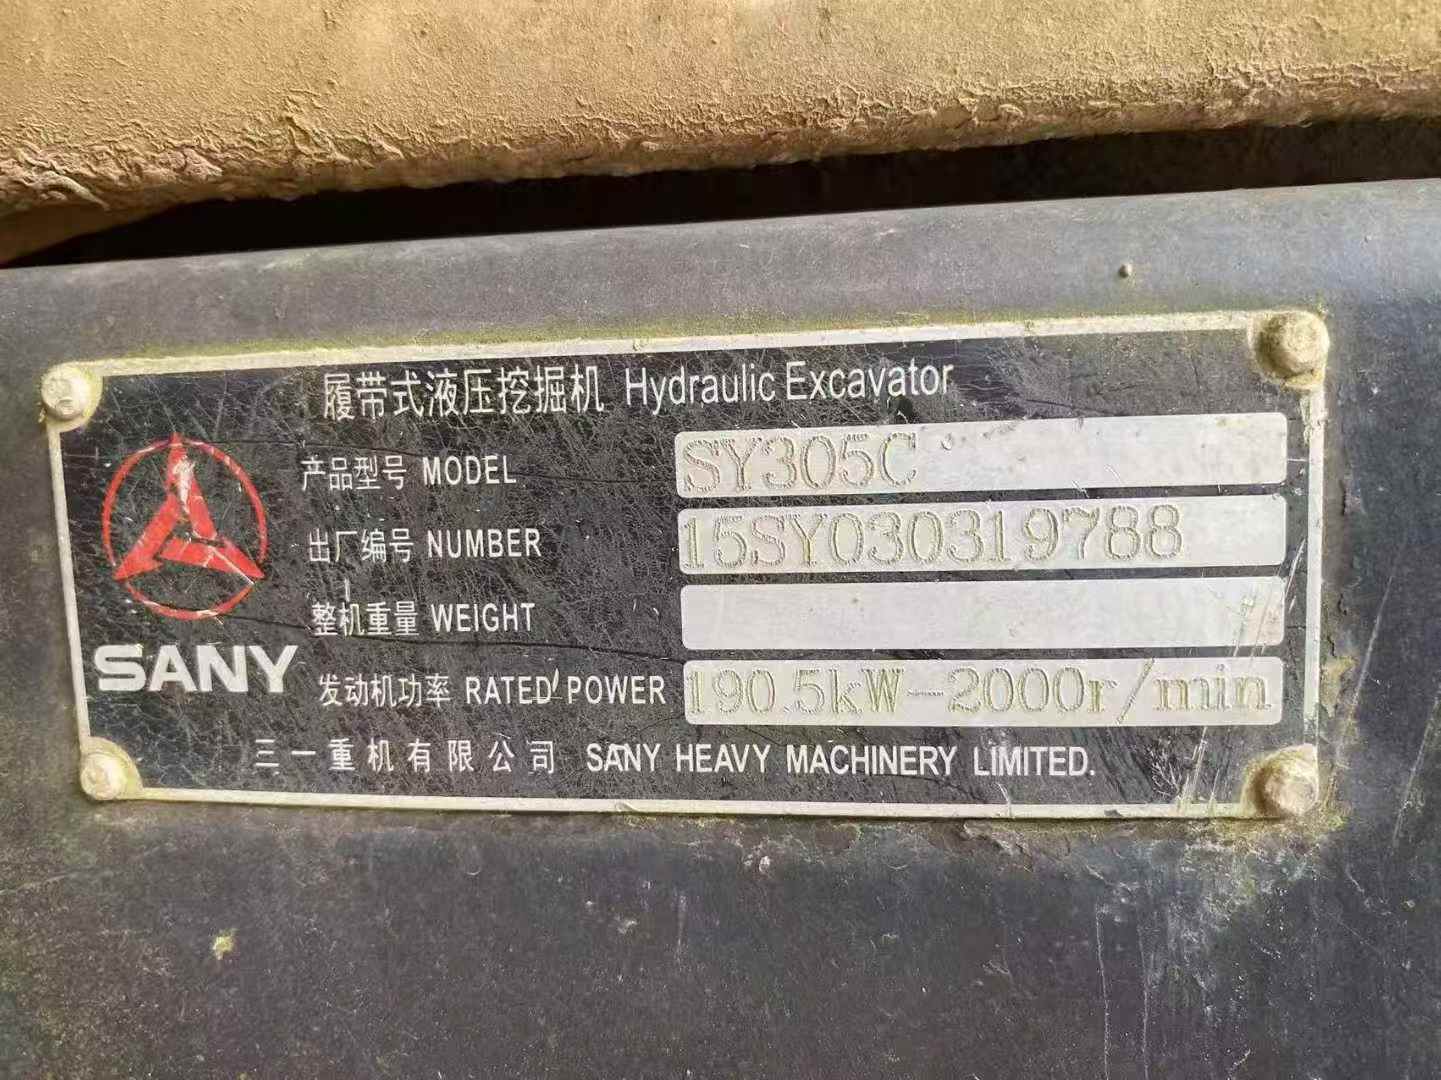 履带式液压挖掘机 Hydraulic Excavator
产品型号 MODEL SY305C
出厂编号 NUMBER 15SY030319788
整机重量 WEIGHT
SANY
发动机功率 RATED POWER 190.5kW-2000r/min
三一重机有限公司 SANY HEAVY MACHINERY LIMITED.